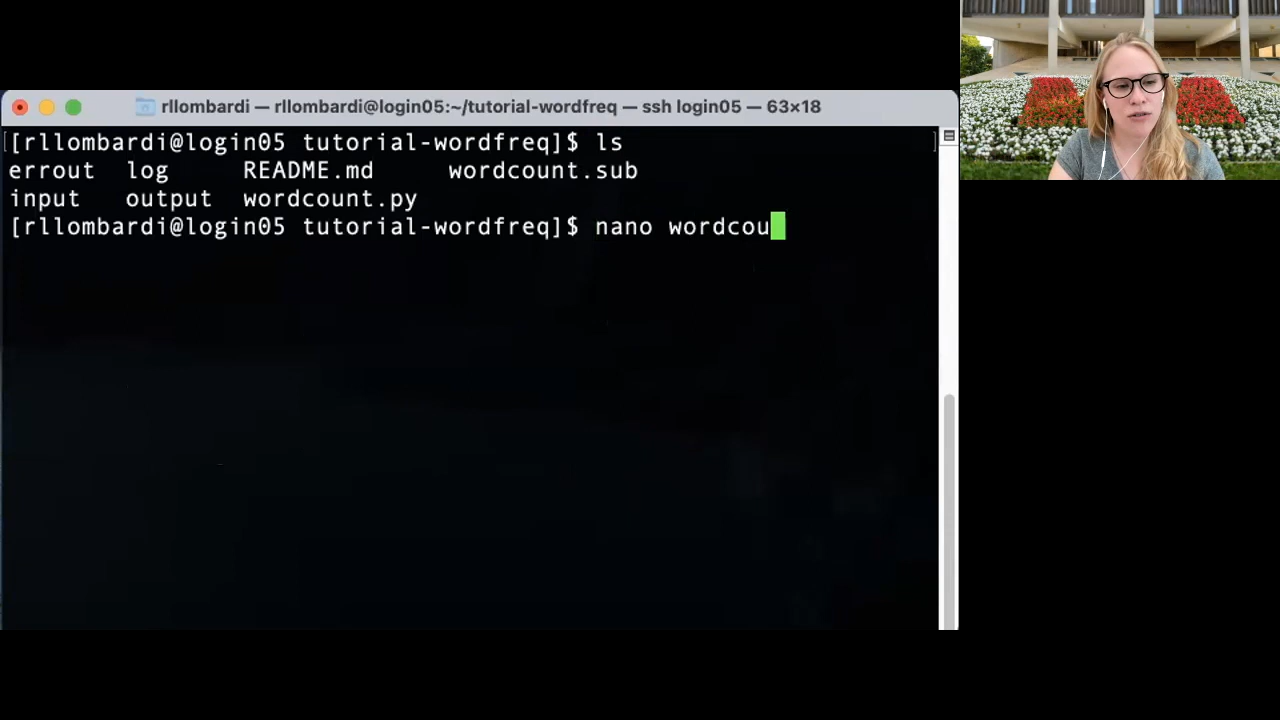 rllombardi — rllombardi@login05:~/tutorial-wordfreq — ssh login05 — 63×18
[rllombardi@login05 tutorial-wordfreq]$ ls
errout log README.md wordcount.sub
input output wordcount.py
[rllombardi@login05 tutorial-wordfreq]$ nano wordcou